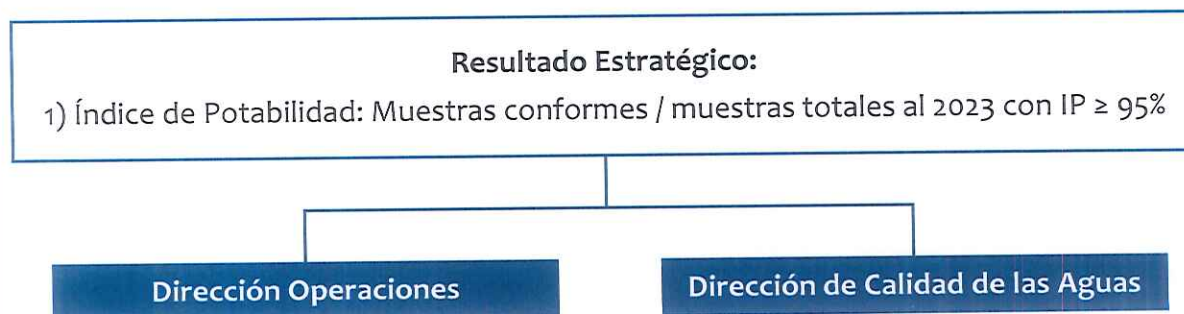 Resultado Estratégico:
1) Índice de Potabilidad: Muestras conformes / muestras totales al 2023 con IP ≥ 95%
Dirección Operaciones
Dirección de Calidad de las Aguas